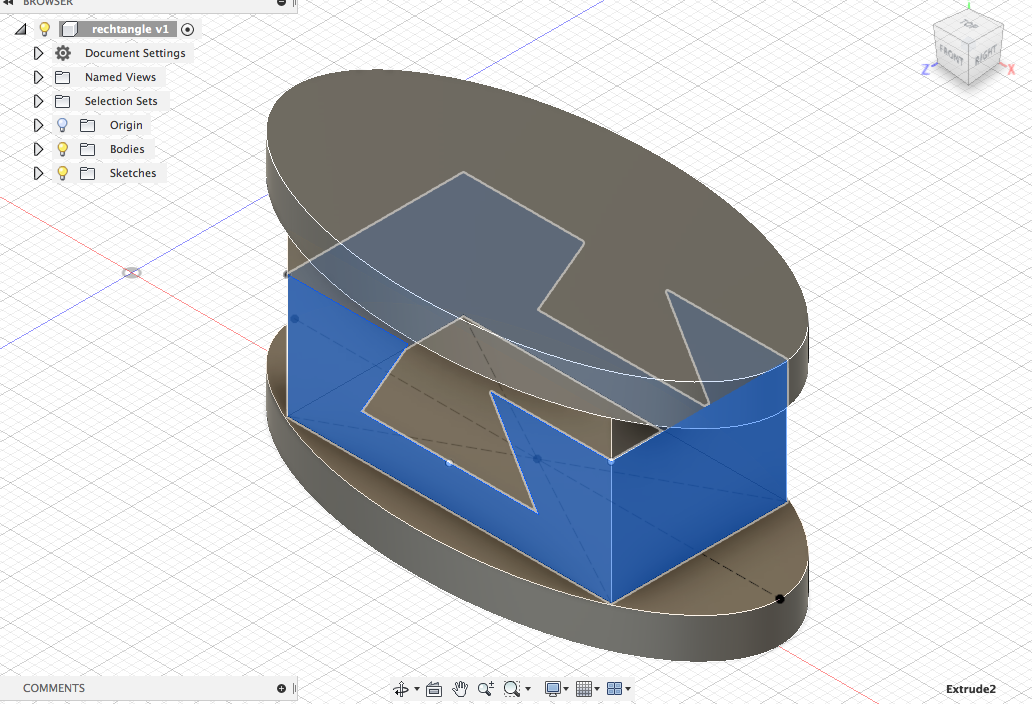 BROWSER
rechtangle v1
Document Settings
Named Views
Selection Sets
Origin
Bodies
Sketches
TOP
FRONT
RIGHT
Z
X
COMMENTS
Extrude2